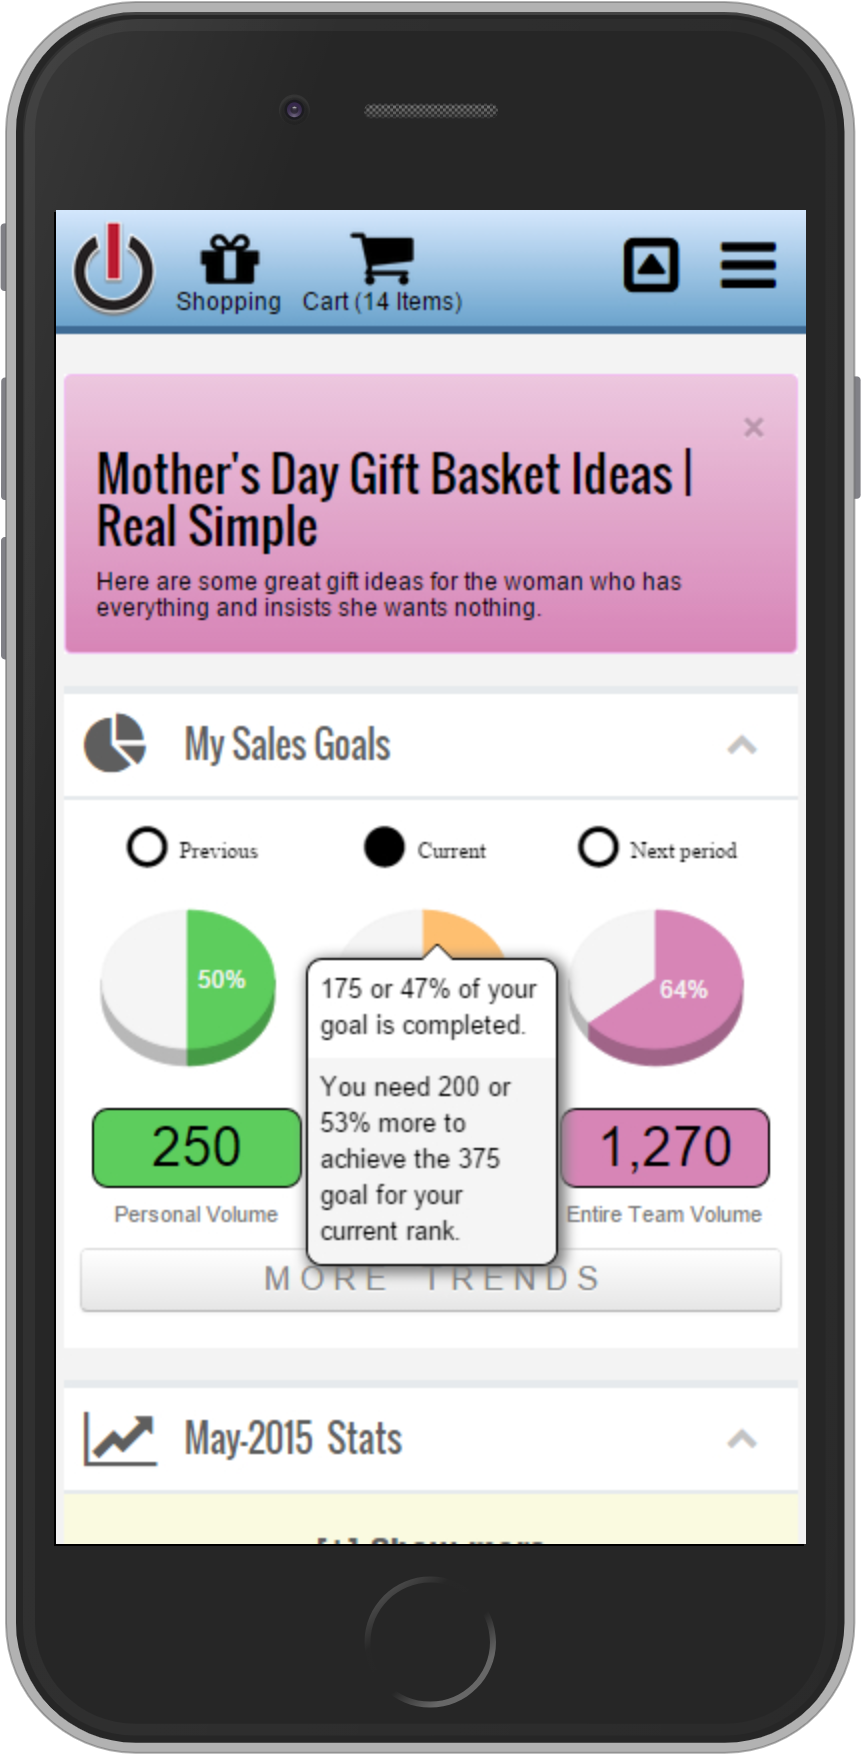 Shopping
Cart (14 Items)
×
Mother's Day Gift Basket Ideas |
Real Simple
Here are some great gift ideas for the woman who has
everything and insists she wants nothing.
My Sales Goals
Previous
Current
Next period
50%
64%
175 or 47% of your
goal is completed.
You need 200 or
53% more to
achieve the 375
goal for your
current rank.
250
1,270
Personal Volume
Entire Team Volume
MORE TRENDS
May-2015 Stats
[+] Show more